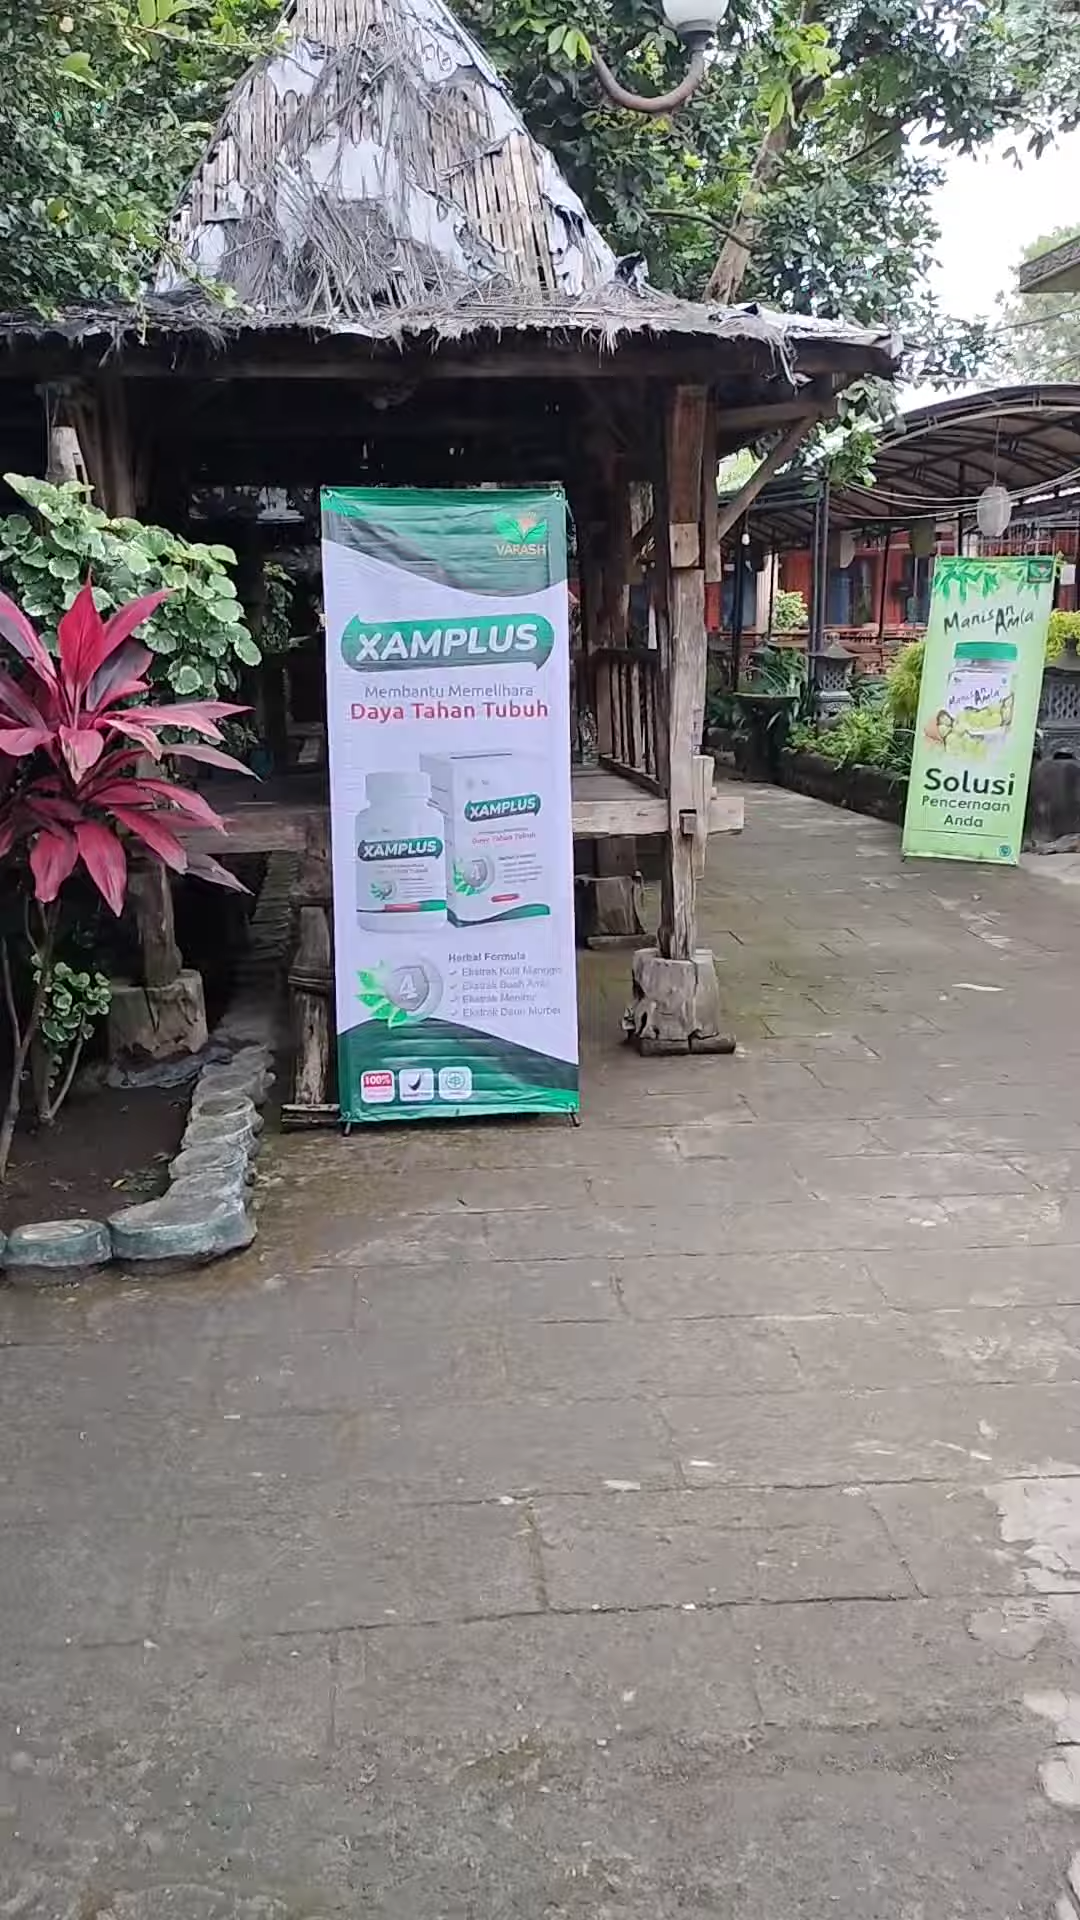 VARASH
XAMPLUS
Membantu Memelihara
Daya Tahan Tubuh
XAMPLUS
Daya Tahan Tubuh
XAMPLUS
4
Herbal Formula
Ekstrak Kulit Manggis
Ekstrak Buah Amla
Ekstrak Meniran
Ekstrak Daun Murbei
100%
Manisan
Amla
Manisan
Amla
Solusi
Pencernaan
Anda